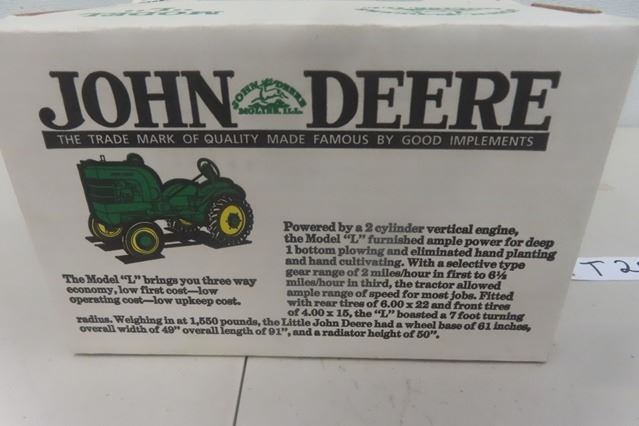 MODEL "L"
JOHN DEERE
JOHN DEERE
MOLINE, ILL.
THE TRADE MARK OF QUALITY MADE FAMOUS BY GOOD IMPLEMENTS
The Model "L" brings you three way
economy, low first cost—low
operating cost—low upkeep cost.
Powered by a 2 cylinder vertical engine,
the Model "L" furnished ample power for deep
1 bottom plowing and eliminated hand planting
and hand cultivating. With a selective type
gear range of 2 miles/hour in first to 6½
miles/hour in third, the tractor allowed
ample range of speed for most jobs. Fitted
with rear tires of 6.00 x 22 and front tires
of 4.00 x 15, the "L" boasted a 7 foot turning
radius. Weighing in at 1,550 pounds, the Little John Deere had a wheel base of 61 inches,
overall width of 49" overall length of 91", and a radiator height of 50".